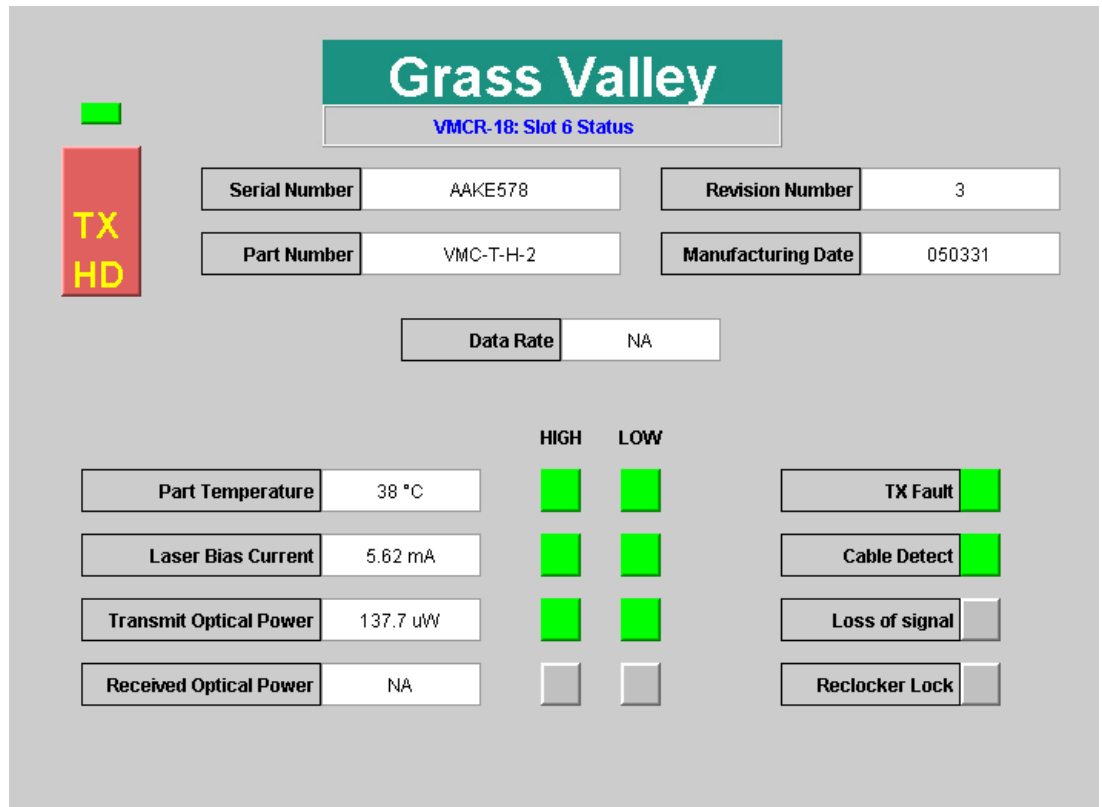 Grass Valley
VMCR-18: Slot 6 Status
TX
HD
Serial Number AAKE578 Revision Number 3
Part Number VMC-T-H-2 Manufacturing Date 050331
Data Rate NA
HIGH LOW
Part Temperature 38 °C TX Fault
Laser Bias Current 5.62 mA Cable Detect
Transmit Optical Power 137.7 uW Loss of signal
Received Optical Power NA Reclocker Lock